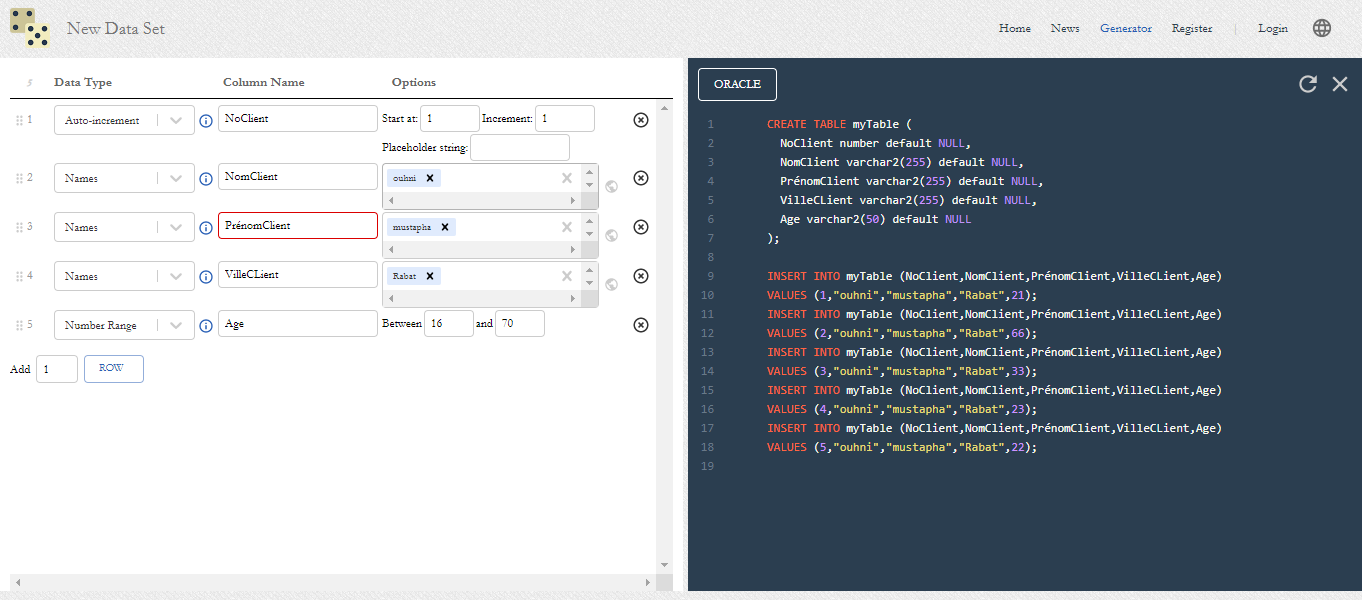 New Data Set
Home News Generator Register | Login
Data Type Column Name Options
1 Auto-increment NoClient Start at: 1 Increment: 1
Placeholder string:
2 Names NomClient ouhni
3 Names PrénomClient mustapha
4 Names VilleCLient Rabat
5 Number Range Age Between 16 and 70
Add 1 ROW
ORACLE
1 CREATE TABLE myTable (
2 NoClient number default NULL,
3 NomClient varchar2(255) default NULL,
4 PrénomClient varchar2(255) default NULL,
5 VilleCLient varchar2(255) default NULL,
6 Age varchar2(50) default NULL
7 );
8
9 INSERT INTO myTable (NoClient,NomClient,PrénomClient,VilleCLient,Age)
10 VALUES (1,"ouhni","mustapha","Rabat",21);
11 INSERT INTO myTable (NoClient,NomClient,PrénomClient,VilleCLient,Age)
12 VALUES (2,"ouhni","mustapha","Rabat",66);
13 INSERT INTO myTable (NoClient,NomClient,PrénomClient,VilleCLient,Age)
14 VALUES (3,"ouhni","mustapha","Rabat",33);
15 INSERT INTO myTable (NoClient,NomClient,PrénomClient,VilleCLient,Age)
16 VALUES (4,"ouhni","mustapha","Rabat",23);
17 INSERT INTO myTable (NoClient,NomClient,PrénomClient,VilleCLient,Age)
18 VALUES (5,"ouhni","mustapha","Rabat",22);
19